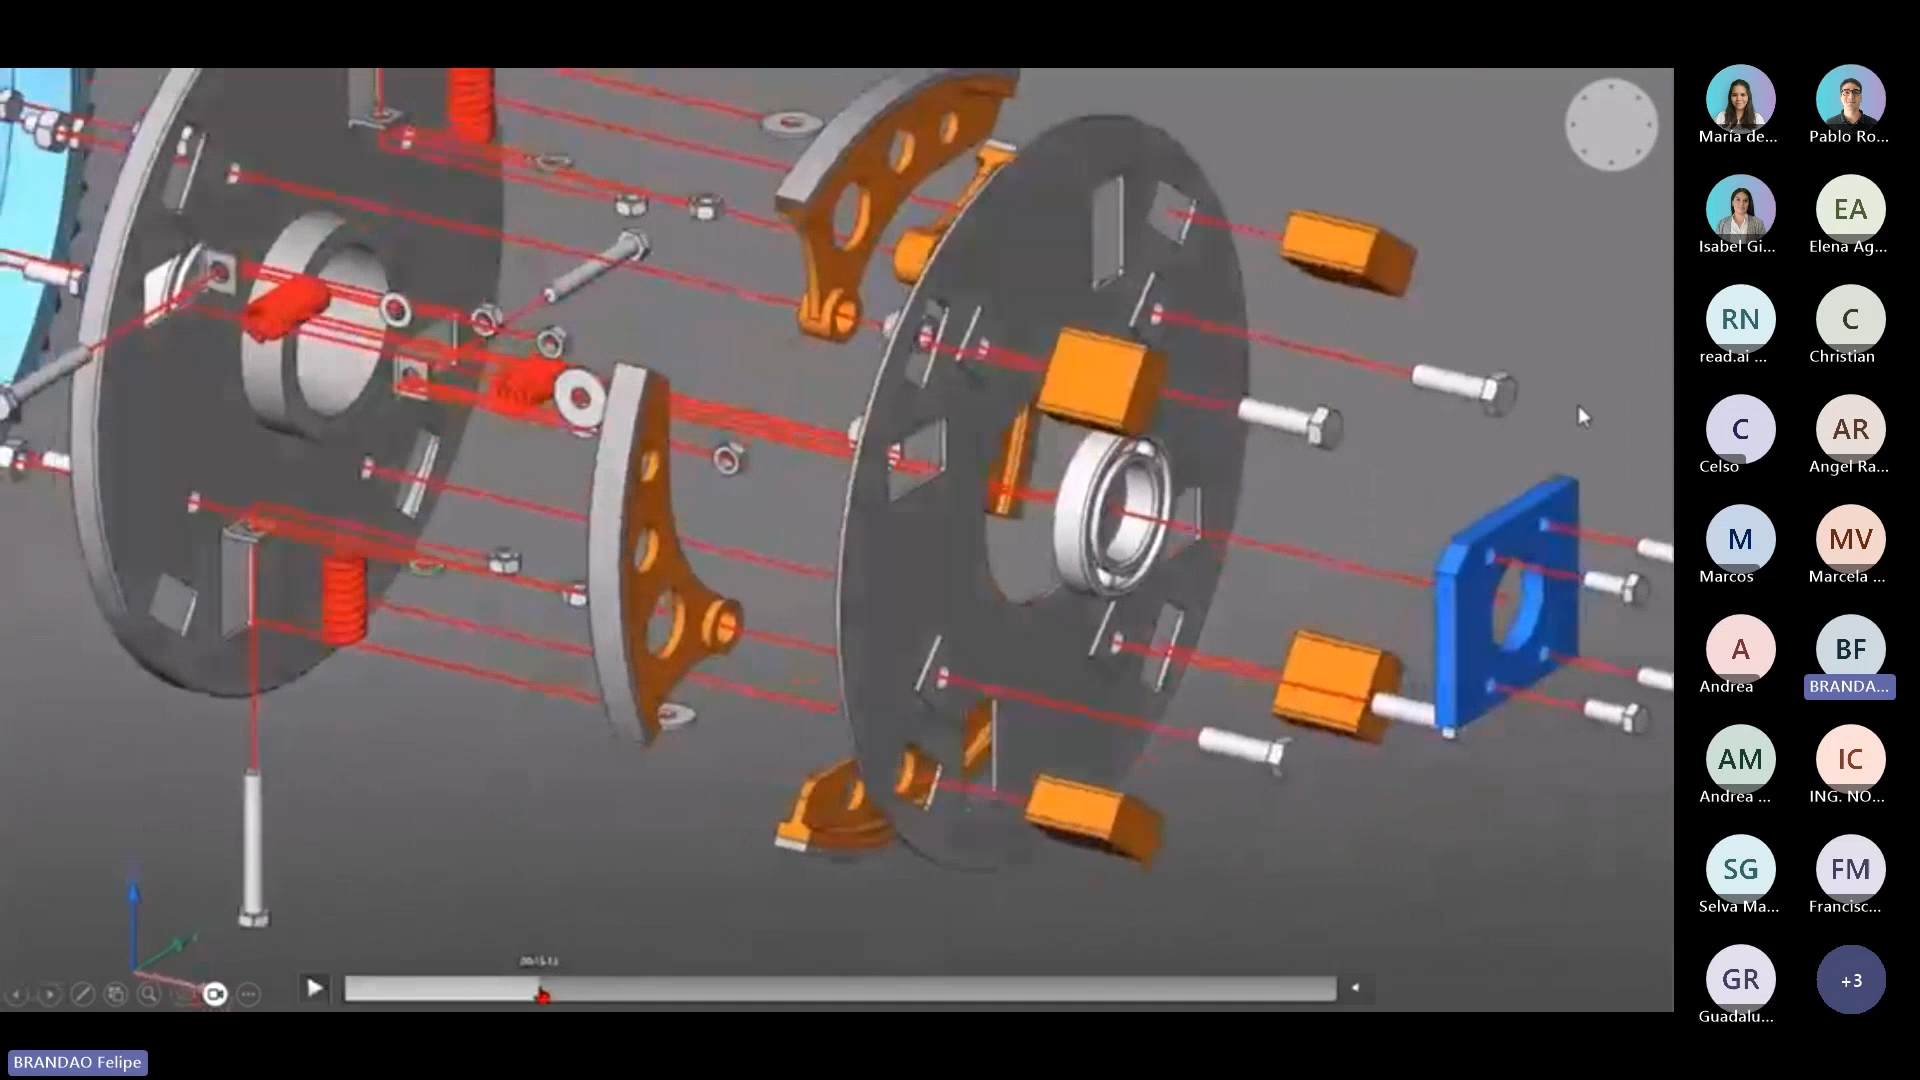 María de...
Pablo Ro...
Isabel Gi...
EA
Elena Ag...
RN
read.ai ...
C
Christian
C
Celso
AR
Angel Ra...
M
Marcos
MV
Marcela ...
A
Andrea
BF
BRANDA...
AM
Andrea ...
IC
ING. NO...
SG
Selva Ma...
FM
Francisc...
GR
Guadalu...
+3
BRANDAO Felipe